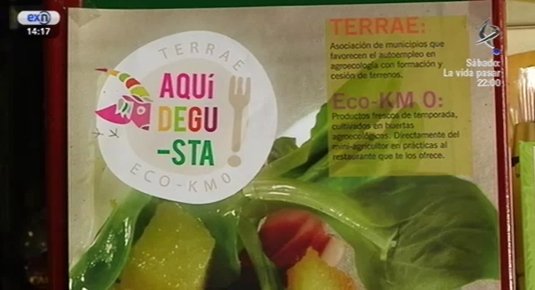 exn
14:17
TERRAE
AQUÍ
DEGU
-STA
ECO-KM 0
TERRAE:
Asociación de municipios que
favorecen el autoempleo en
agroecología con formación y
cesión de terrenos.
Eco-KM 0:
Productos frescos de temporada,
cultivados en huertas
agroecológicas. Directamente del
mini-agricultor en prácticas al
restaurante que te los ofrece.
Sábado:
La vida pasar
22:00